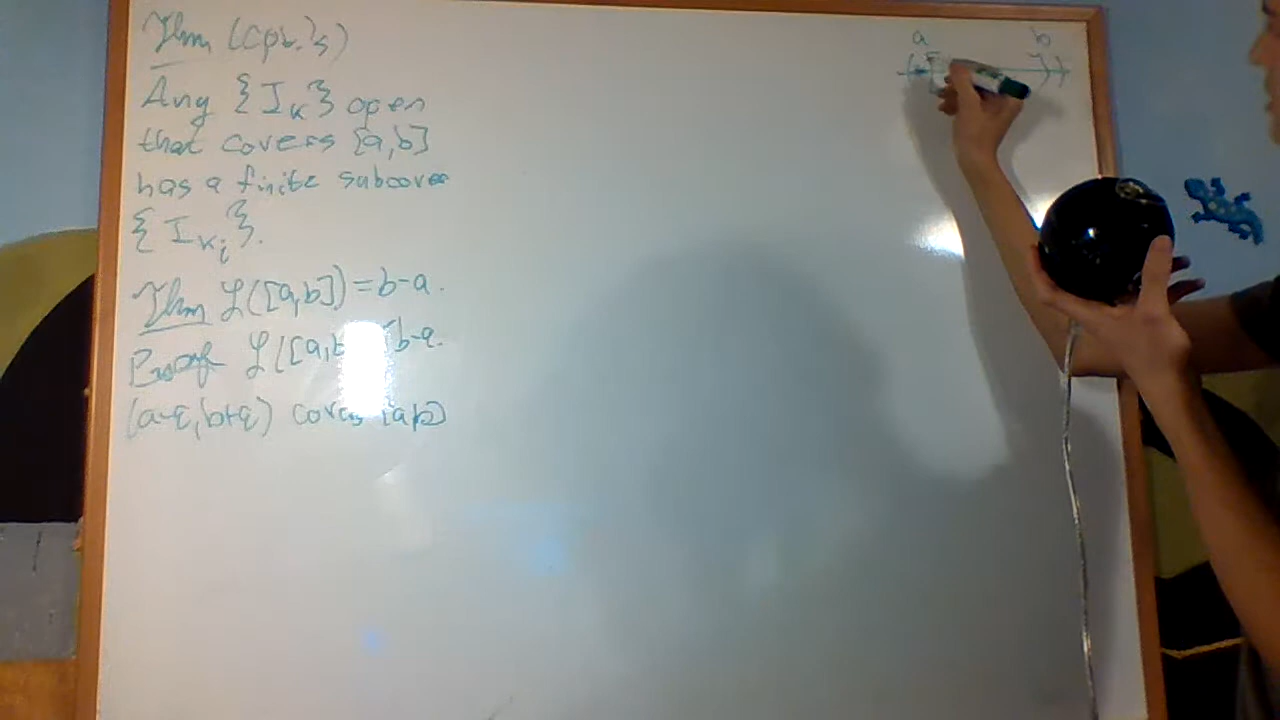 Thm (cpt.'s)
Any {I_k} open
that covers [a,b]
has a finite subcover
{I_{k_i}}.
Thm ℒ([a,b]) = b-a.
Proof ℒ([a,b b-a.
(a-ε, b+ε) covers [a,b]
a b